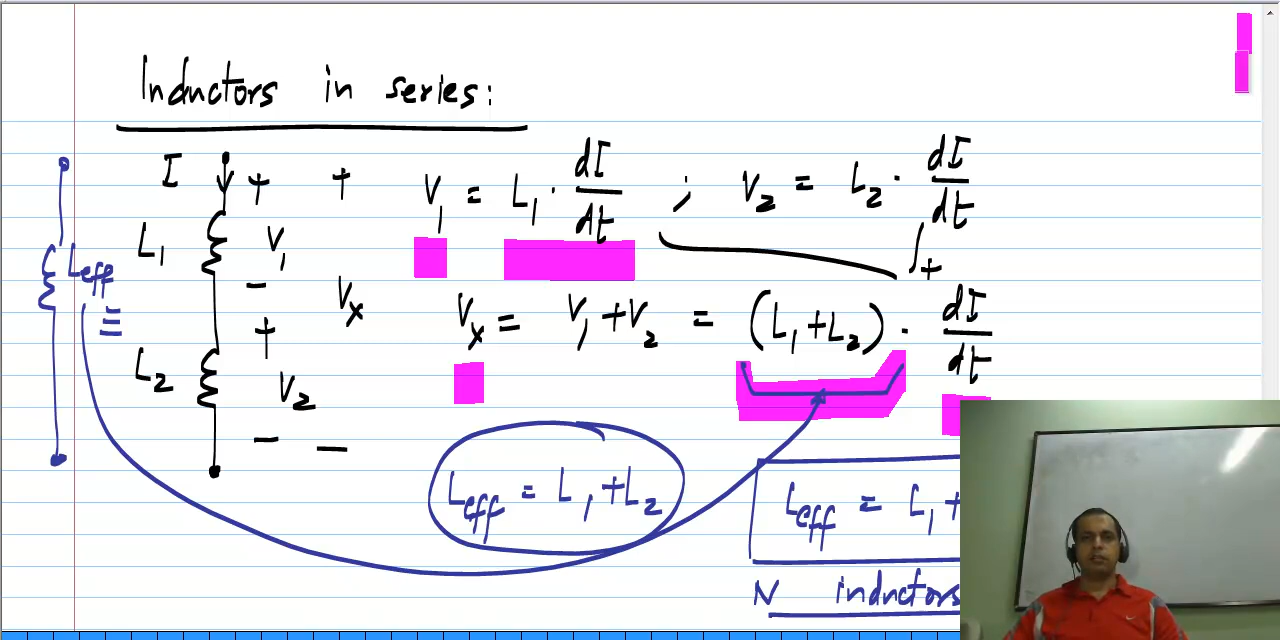 Inductors in series:
I + + V1 = L1 · dI/dt ; V2 = L2 · dI/dt
L1 V1
Leff -
≡ Vx Vx = V1 + V2 = (L1 + L2) · dI/dt
+
L2 V2
- -
Leff = L1 + L2
Leff = L1 +
N inductors